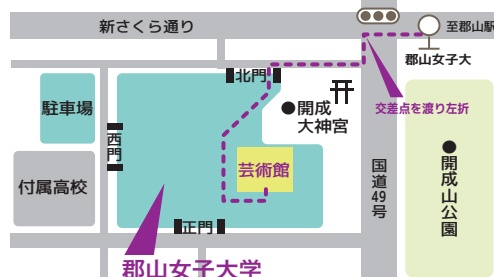 新さくら通り
至郡山駅
郡山女子大
北門
交差点を渡り左折
駐車場
●開成
大神宮
西門
芸術館
国道49号
●開成山公園
付属高校
正門
郡山女子大学